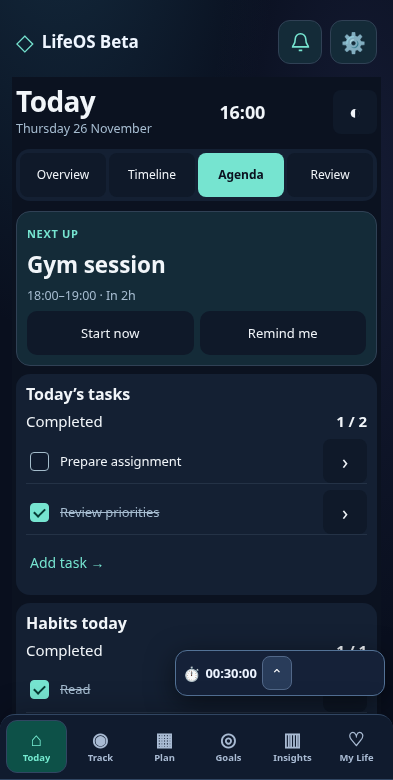 LifeOS Beta
Today
Thursday 26 November
16:00
Overview
Timeline
Agenda
Review
NEXT UP
Gym session
18:00–19:00 · In 2h
Start now
Remind me
Today's tasks
Completed
1 / 2
Prepare assignment
›
Review priorities
›
Add task →
Habits today
Completed
Read
00:30:00
Today
Track
Plan
Goals
Insights
My Life